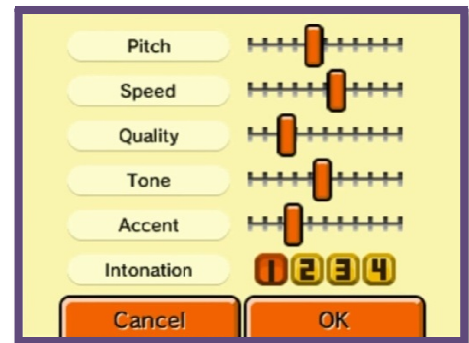 Pitch
Speed
Quality
Tone
Accent
Intonation 1 2 3 4
Cancel OK